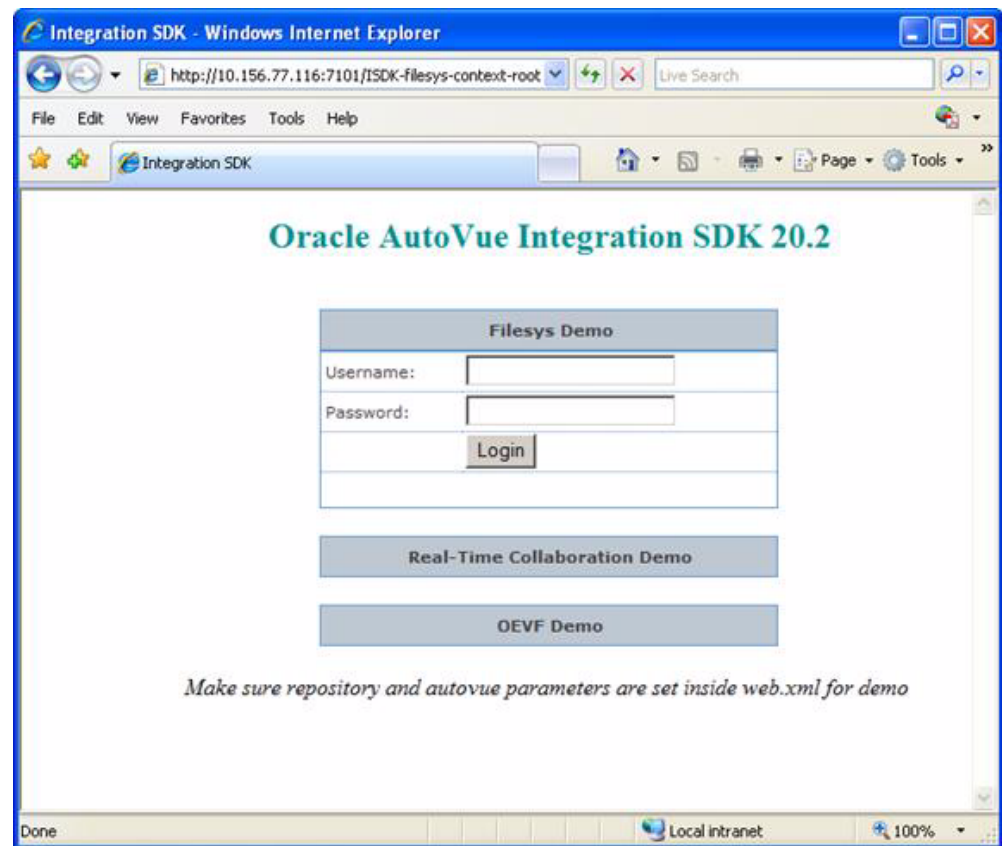 Integration SDK - Windows Internet Explorer
http://10.156.77.116:7101/ISDK-filesys-context-root
Live Search
File Edit View Favorites Tools Help
Integration SDK
Page Tools »
Oracle AutoVue Integration SDK 20.2
Filesys Demo
Username:
Password:
Login
Real-Time Collaboration Demo
OEVF Demo
Make sure repository and autovue parameters are set inside web.xml for demo
Done Local intranet 100%